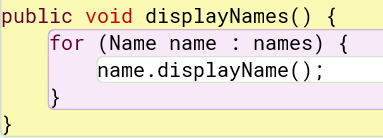 public void displayNames() {
for (Name name : names) {
name.displayName();
}
}